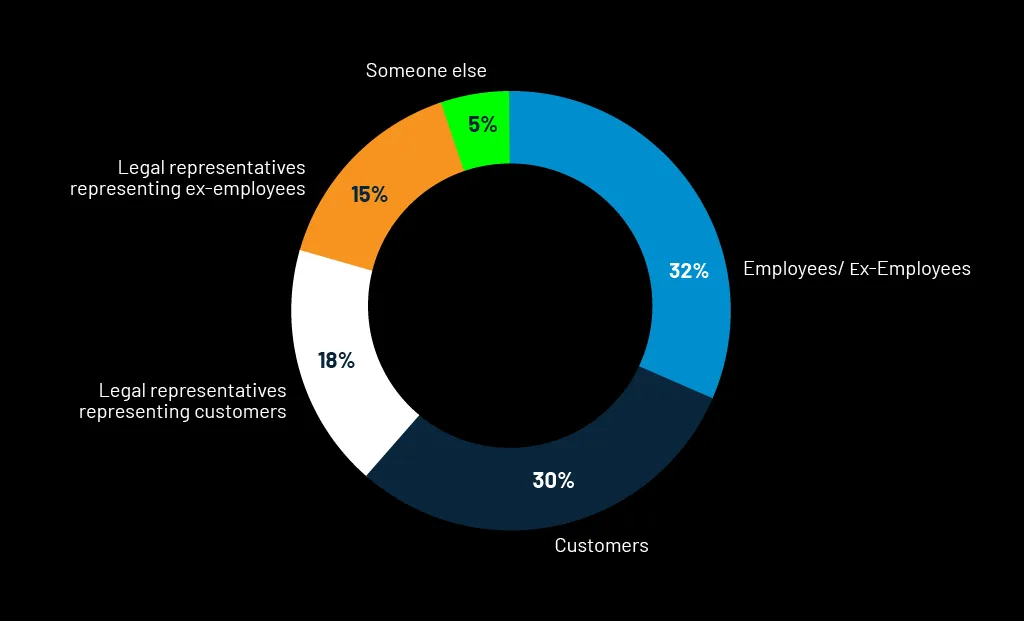 Someone else
5%
Legal representatives
representing ex-employees
15%
32%
Employees/ Ex-Employees
18%
Legal representatives
representing customers
30%
Customers